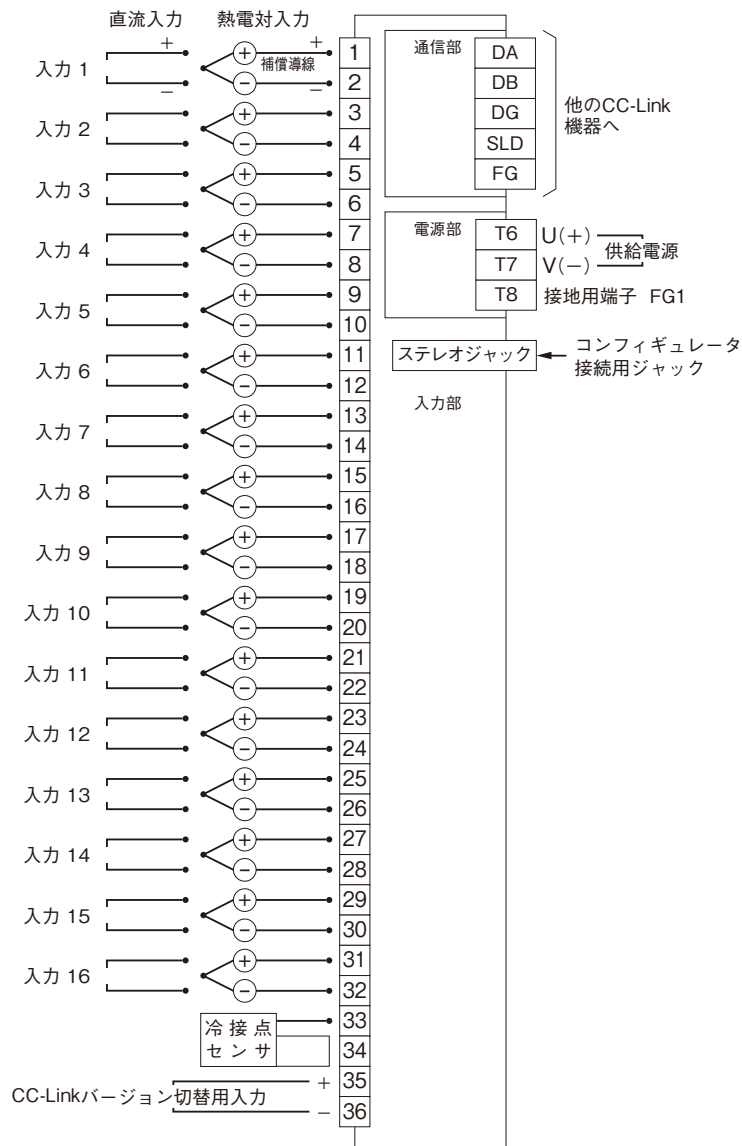 直流入力 熱電対入力
入力 1 + − + − + 補償導線 − 1 2
入力 2 + − 3 4
入力 3 + − 5 6
入力 4 + − 7 8
入力 5 + − 9 10
入力 6 + − 11 12
入力 7 + − 13 14
入力 8 + − 15 16
入力 9 + − 17 18
入力 10 + − 19 20
入力 11 + − 21 22
入力 12 + − 23 24
入力 13 + − 25 26
入力 14 + − 27 28
入力 15 + − 29 30
入力 16 + − 31 32
冷接点 33
センサ 34
CC-Linkバージョン切替用入力 + − 35 36
通信部
DA
DB
DG
SLD
FG
他のCC-Link
機器へ
電源部
T6 U(+)
T7 V(−)
供給電源
T8 接地用端子 FG1
ステレオジャック
コンフィギュレータ
接続用ジャック
入力部